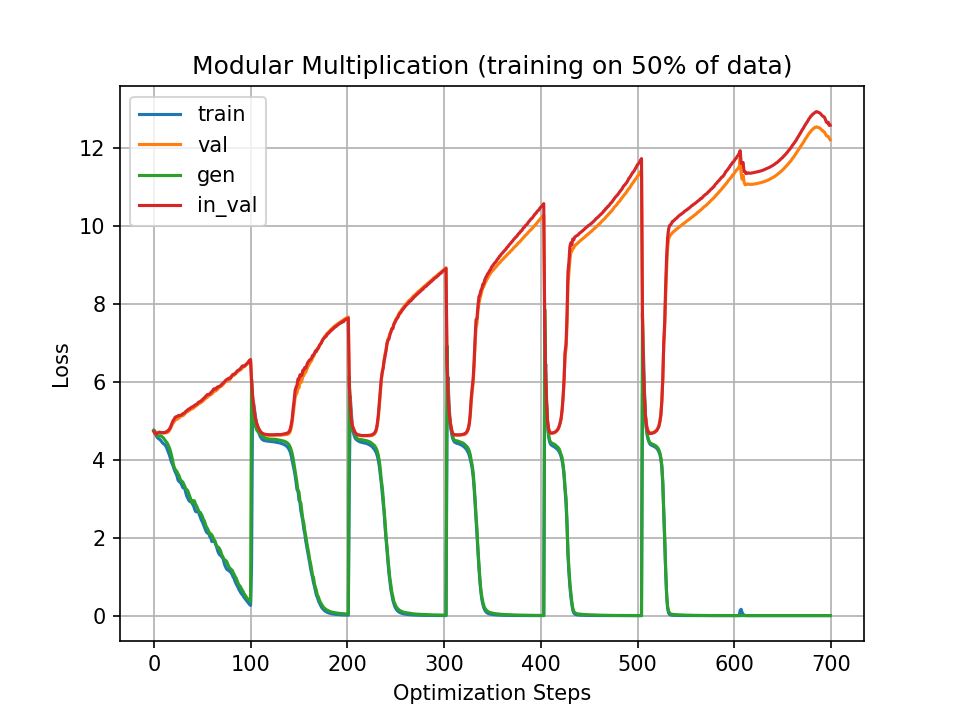 Modular Multiplication (training on 50% of data)
train
val
gen
in_val
Loss
12
10
8
6
4
2
0
0 100 200 300 400 500 600 700
Optimization Steps